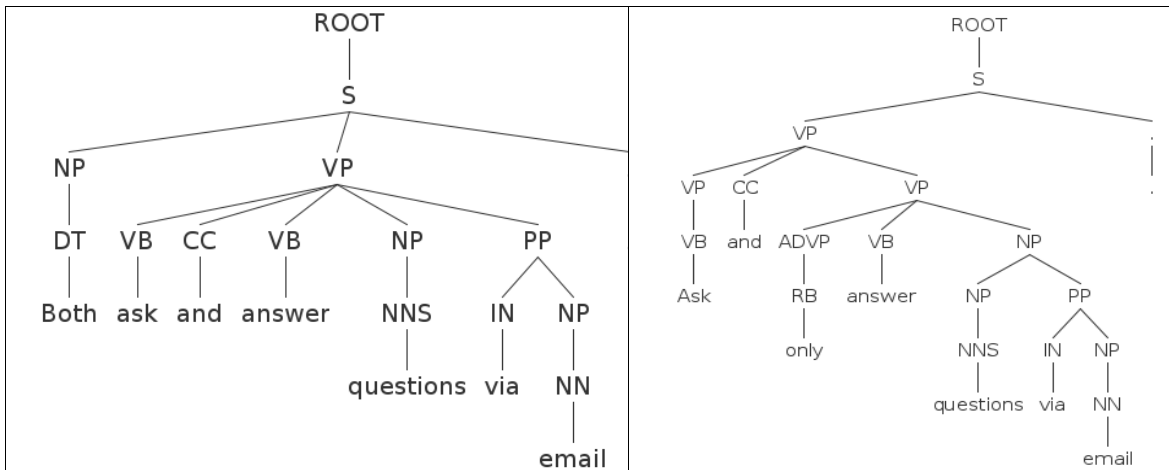 ROOT
S
NP VP
DT VB CC VB NP PP
Both ask and answer NNS IN NP
questions via NN
email
ROOT
S
VP .
VP CC VP .
VB and ADVP VB NP
Ask RB answer NP PP
only NNS IN NP
questions via NN
email